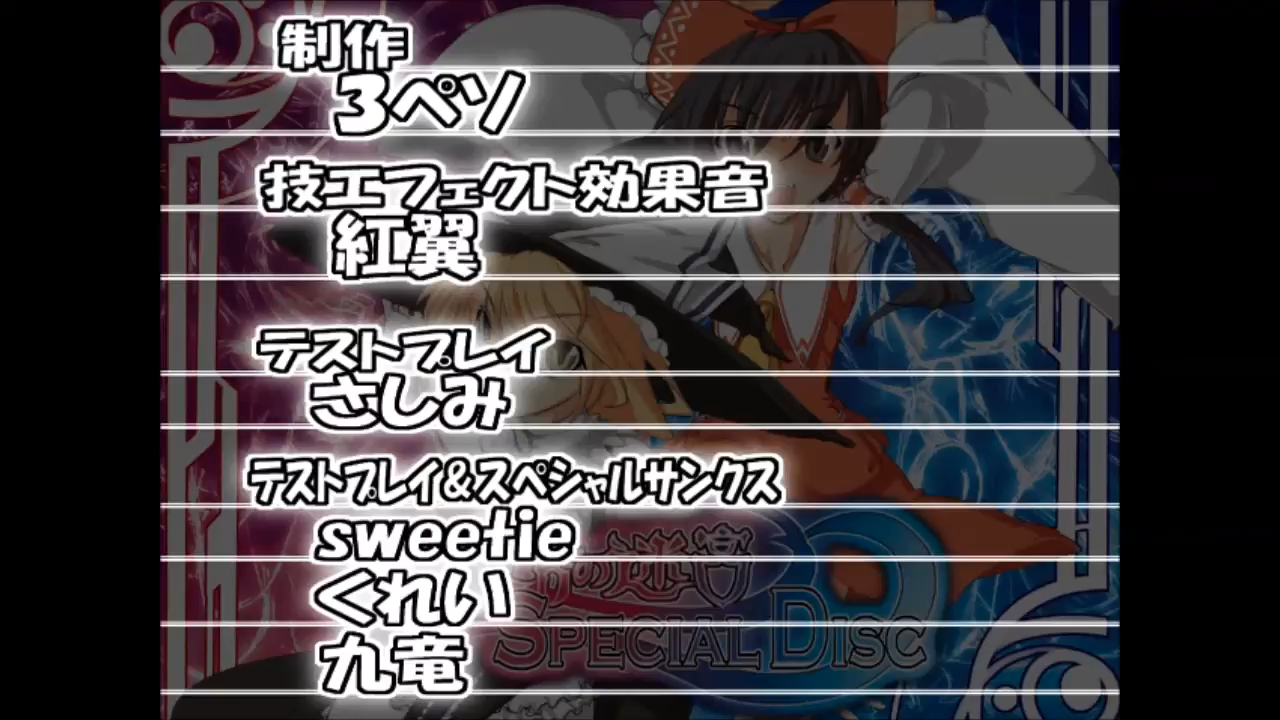 制作
3ペソ
技エフェクト効果音
紅翼
テストプレイ
さしみ
テストプレイ&スペシャルサンクス
sweetie
くれい
九竜
SPECIAL DISC